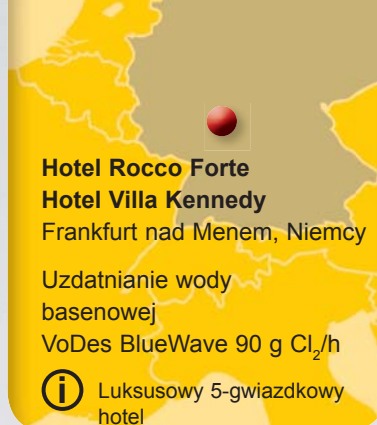 Hotel Rocco Forte
Hotel Villa Kennedy
Frankfurt nad Menem, Niemcy
Uzdatnianie wody
basenowej
VoDes BlueWave 90 g Cl₂/h
i Luksusowy 5-gwiazdkowy
hotel